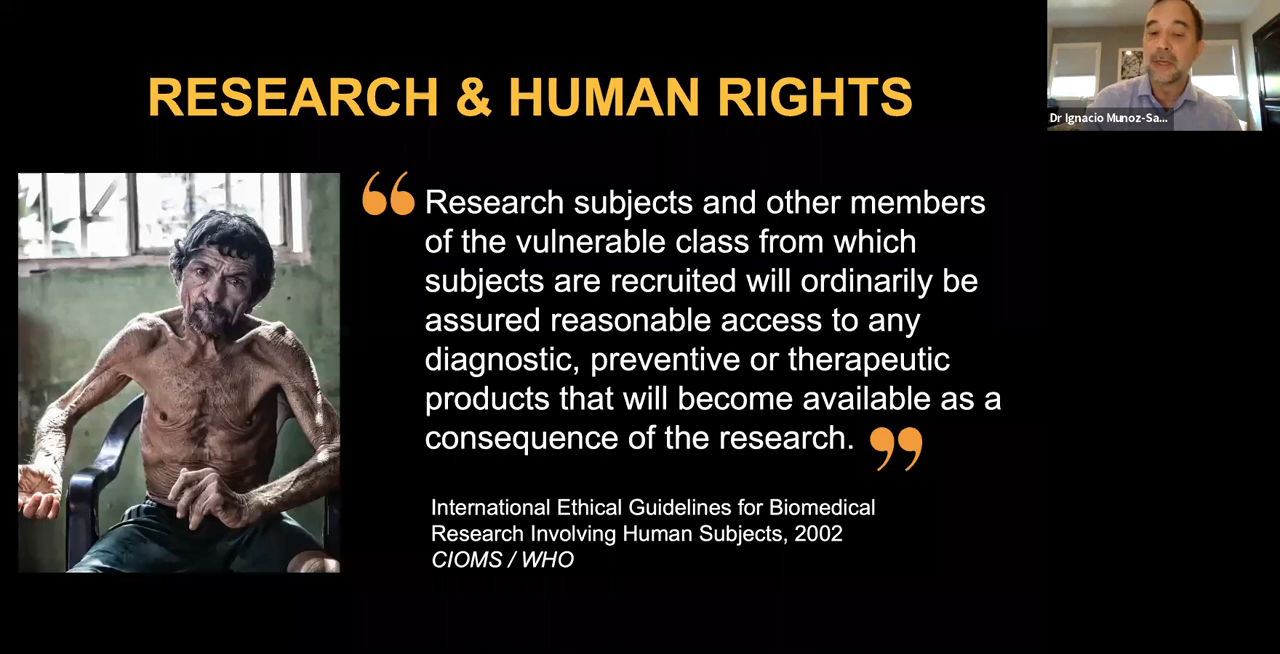 RESEARCH & HUMAN RIGHTS
“Research subjects and other members
of the vulnerable class from which
subjects are recruited will ordinarily be
assured reasonable access to any
diagnostic, preventive or therapeutic
products that will become available as a
consequence of the research.”
International Ethical Guidelines for Biomedical
Research Involving Human Subjects, 2002
CIOMS / WHO
Dr Ignacio Munoz-Sa...